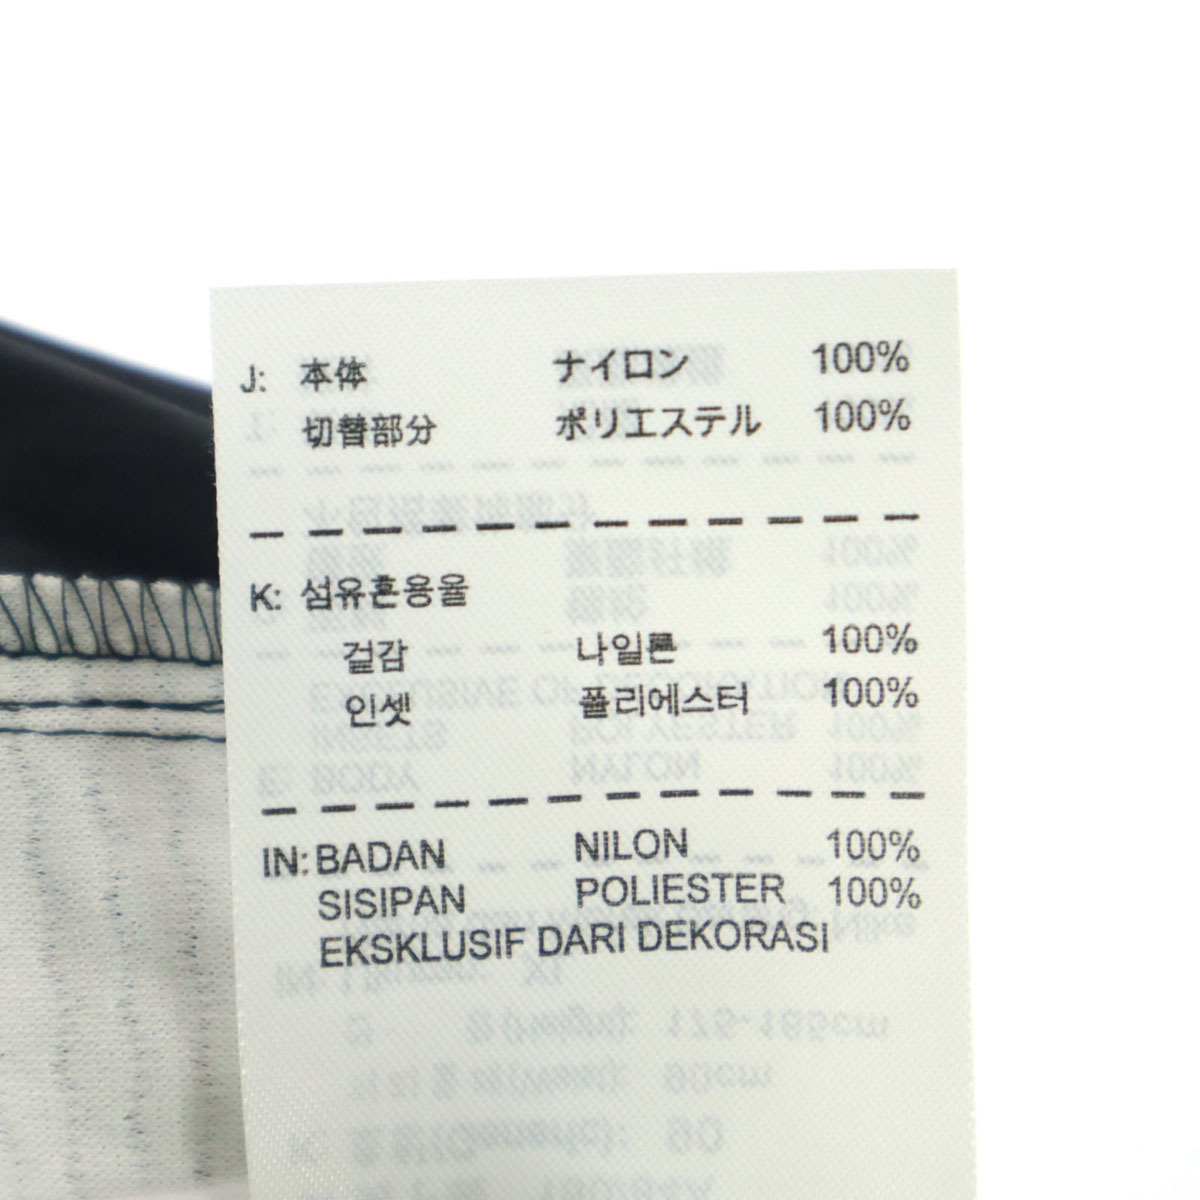 J: 本体 ナイロン 100%
切替部分 ポリエステル 100%
K: 섬유혼용율
겉감 나일론 100%
인셋 폴리에스터 100%
IN: BADAN NILON 100%
SISIPAN POLIESTER 100%
EKSKLUSIF DARI DEKORASI